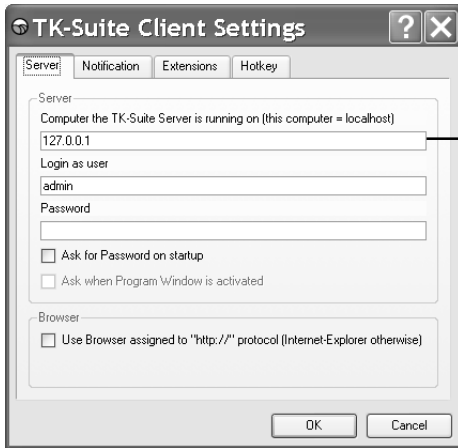 TK-Suite Client Settings
Server Notification Extensions Hotkey
Server
Computer the TK-Suite Server is running on (this computer = localhost)
127.0.0.1
Login as user
admin
Password
Ask for Password on startup
Ask when Program Window is activated
Browser
Use Browser assigned to "http://" protocol (Internet-Explorer otherwise)
OK Cancel